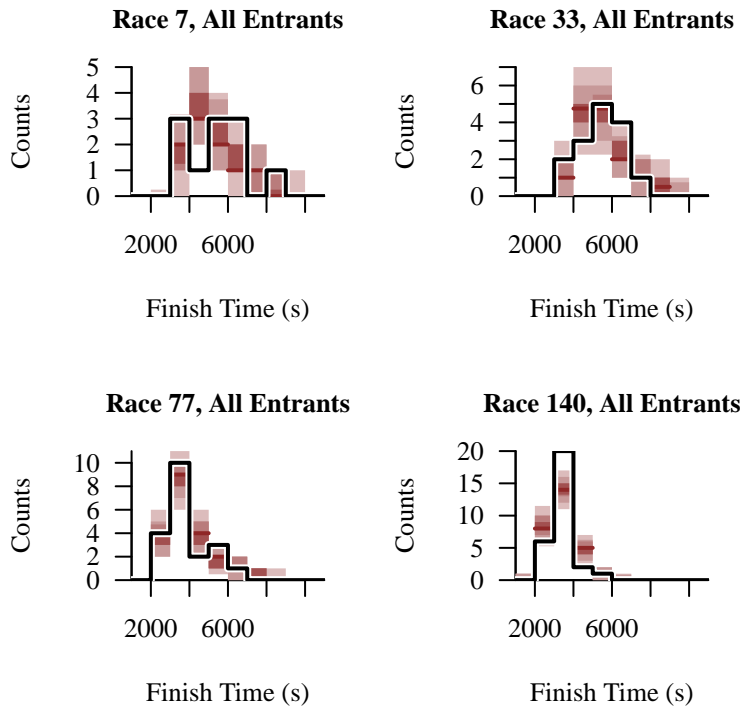 Race 7, All Entrants
Counts
5
4
3
2
1
0
2000 6000
Finish Time (s)
Race 33, All Entrants
Counts
6
4
2
0
2000 6000
Finish Time (s)
Race 77, All Entrants
Counts
10
8
6
4
2
0
2000 6000
Finish Time (s)
Race 140, All Entrants
Counts
20
15
10
5
0
2000 6000
Finish Time (s)